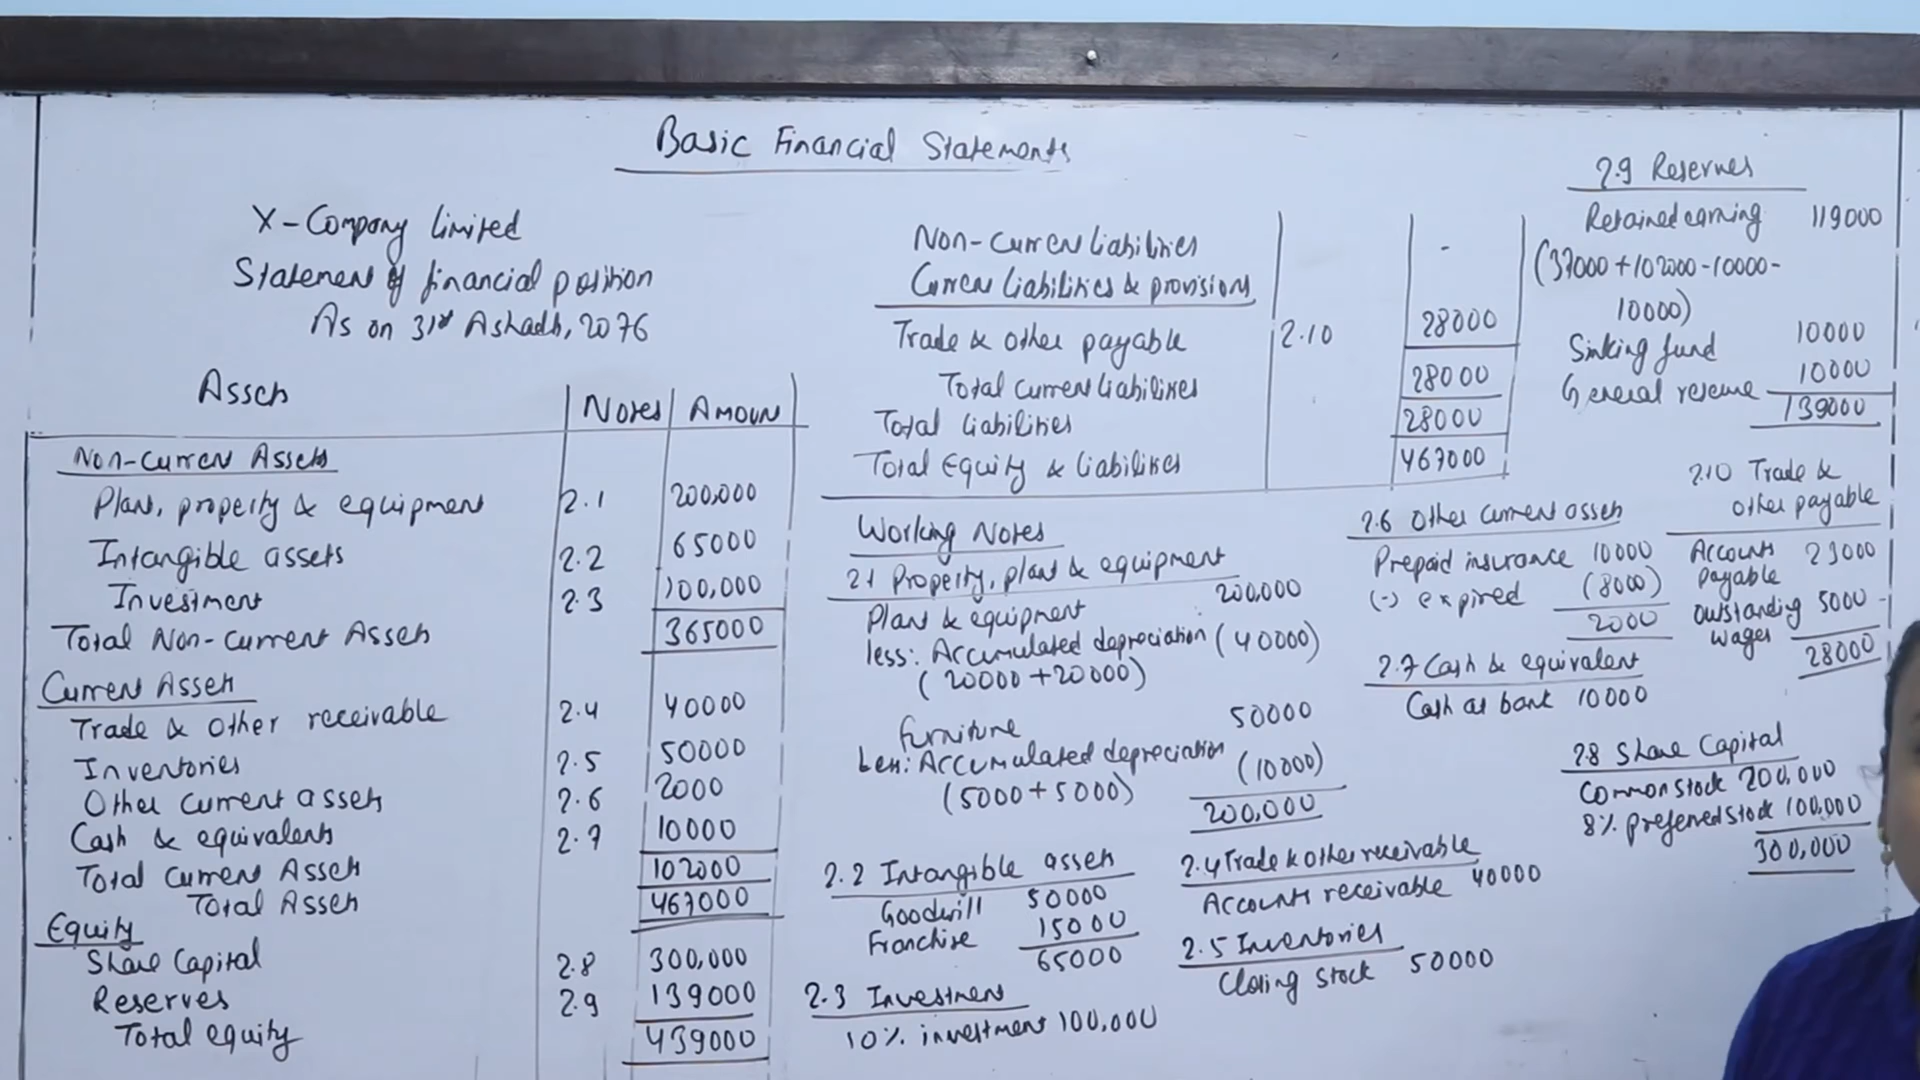 Basic Financial Statements
X-Company limited
Statement of financial position
As on 31st Ashadh, 2076
Assets | Notes | Amount
Non-current Assets
Plant, property & equipment 2.1 200,000
Intangible assets 2.2 65000
Investment 2.3 100,000
Total Non-current Assets 365000
Current Assets
Trade & other receivable 2.4 40000
Inventories 2.5 50000
Other current assets 2.6 2000
Cash & equivalents 2.7 10000
Total current Assets 102000
Total Assets 467000
Equity
Share Capital 2.8 300,000
Reserves 2.9 139000
Total equity 439000
Non-current liabilities -
Current liabilities & provisions
Trade & other payable 2.10 28000
Total current liabilities 28000
Total liabilities 28000
Total Equity & liabilities 467000
Working Notes
2.1 Property, plant & equipment
Plant & equipment 200,000
less: Accumulated depreciation (40000)
(20000+20000)
furniture 50000
Less: Accumulated depreciation (10000)
(5000+5000)
200,000
2.2 Intangible assets
Goodwill 50000
Franchise 15000
65000
2.3 Investment
10% investment 100,000
2.4 Trade & other receivable
Accounts receivable 40000
2.5 Inventories
Closing stock 50000
2.6 Other current assets
Prepaid insurance 10000
(-) expired (8000)
2000
2.7 Cash & equivalent
Cash at bank 10000
2.8 Share Capital
Common stock 200,000
8% preferred stock 100,000
300,000
2.9 Reserves
Retained earning 119000
(37000+102000-10000-
10000)
Sinking fund 10000
General reserve 10000
139000
2.10 Trade &
other payable
Accounts 23000
payable
outstanding 5000
wages
28000